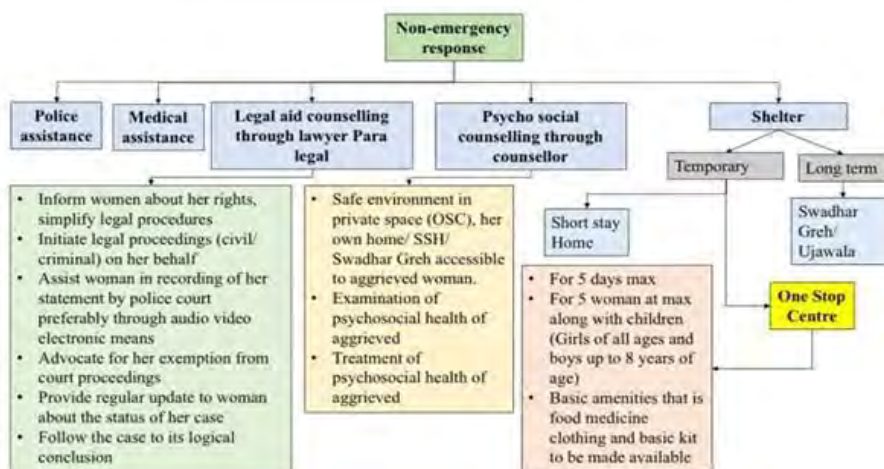 Non-emergency
response
Police
assistance
Medical
assistance
Legal aid counselling
through lawyer Para
legal
Psycho social
counselling through
counsellor
Shelter
Temporary
Long term
• Inform women about her rights,
simplify legal procedures
• Initiate legal proceedings (civil/
criminal) on her behalf
• Assist woman in recording of her
statement by police court
preferably through audio video
electronic means
• Advocate for her exemption from
court proceedings
• Provide regular update to woman
about the status of her case
• Follow the case to its logical
conclusion
• Safe environment in
private space (OSC), her
own home/ SSH/
Swadhar Greh accessible
to aggrieved woman.
• Examination of
psychosocial health of
aggrieved
• Treatment of
psychosocial health of
aggrieved
Short stay
Home
Swadhar
Greh/
Ujawala
• For 5 days max
• For 5 woman at max
along with children
(Girls of all ages and
boys up to 8 years of
age)
• Basic amenities that is
food medicine
clothing and basic kit
to be made available
One Stop
Centre